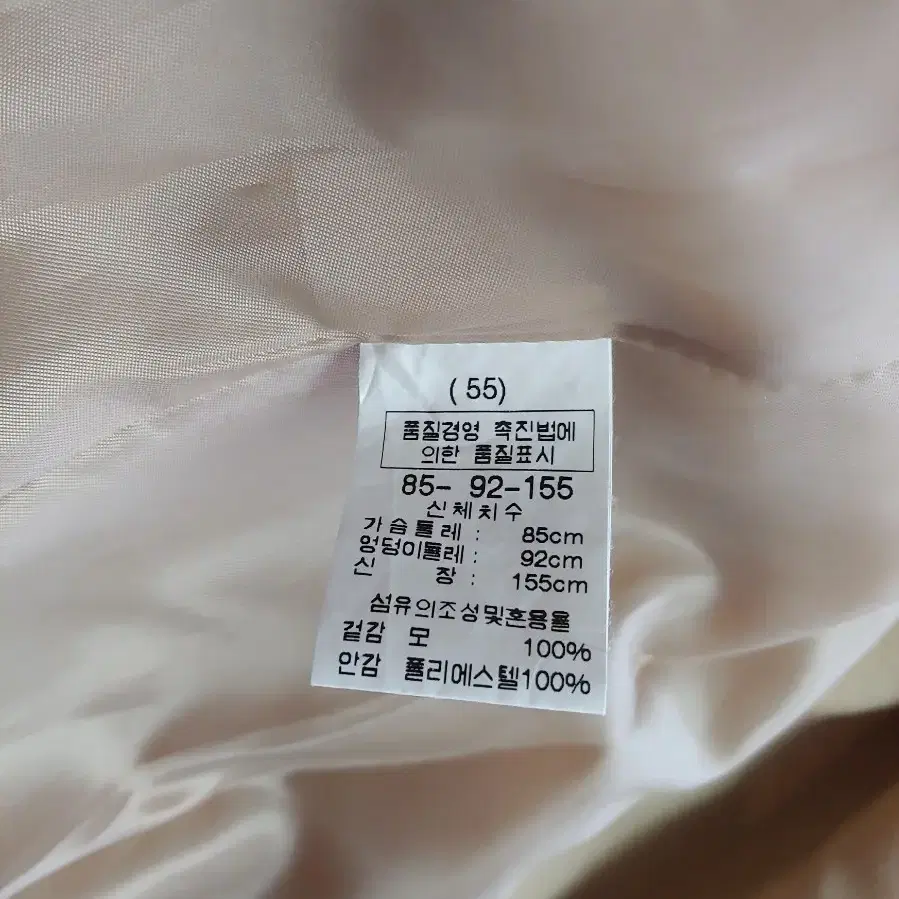 ( 55)
품질경영 촉진법에
의한 품질표시
85- 92-155
신체치수
가슴둘레 : 85cm
엉덩이둘레 : 92cm
신 장 : 155cm
섬유의조성및혼용율
겉감 모 100%
안감 폴리에스텔100%